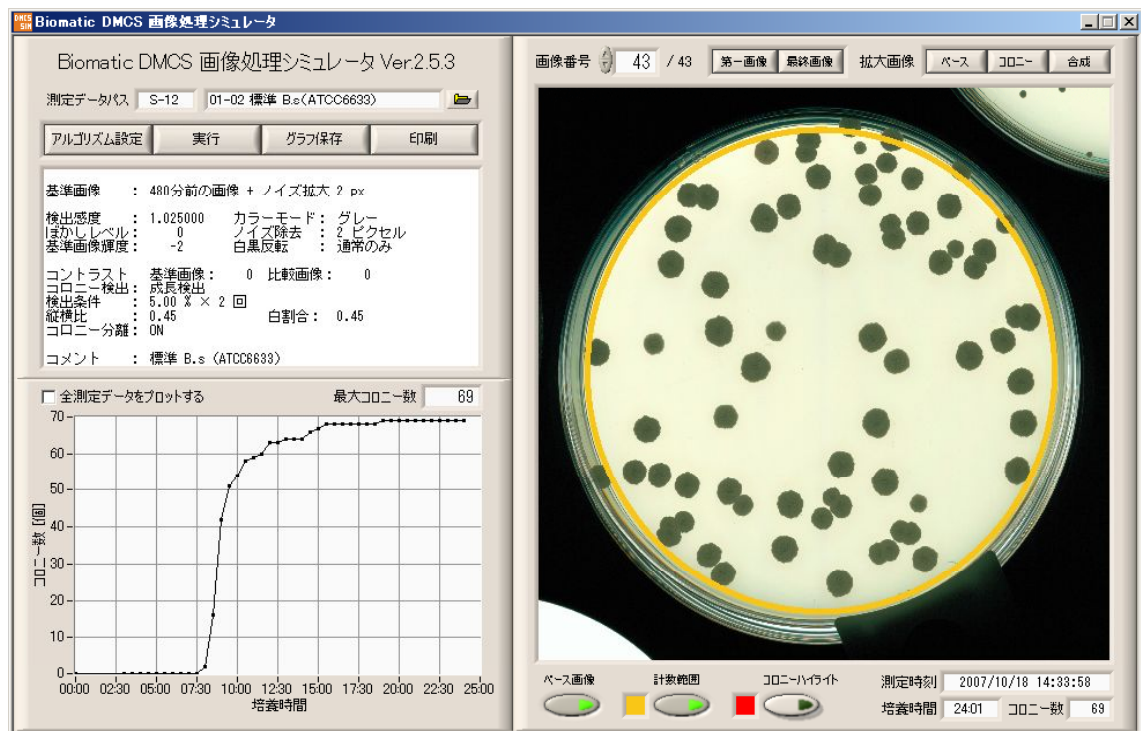 DMCS SIM Biomatic DMCS 画像処理シミュレータ
Biomatic DMCS 画像処理シミュレータ Ver.2.5.3
測定データパス S-12 01-02 標準 B.s(ATCC6633)
アルゴリズム設定 実行 グラフ保存 印刷
基準画像 : 480分前の画像 + ノイズ拡大 2 px
検出感度 : 1.025000 カラーモード: グレー
ぼかしレベル: 0 ノイズ除去 : 2 ピクセル
基準画像輝度: -2 白黒反転 : 通常のみ
コントラスト 基準画像: 0 比較画像: 0
コロニー検出: 成長検出
検出条件 : 5.00 % × 2 回
縦横比 : 0.45 白割合: 0.45
コロニー分離: ON
コメント : 標準 B.s (ATCC6633)
全測定データをプロットする 最大コロニー数 69
70
60
50
40
30
20
10
0
コロニー数 [個]
00:00 02:30 05:00 07:30 10:00 12:30 15:00 17:30 20:00 22:30 25:00
培養時間
画像番号 43 / 43 第一画像 最終画像 拡大画像 ベース コロニー 合成
ベース画像 計数範囲 コロニーハイライト 測定時刻 2007/10/18 14:33:58
培養時間 24:01 コロニー数 69